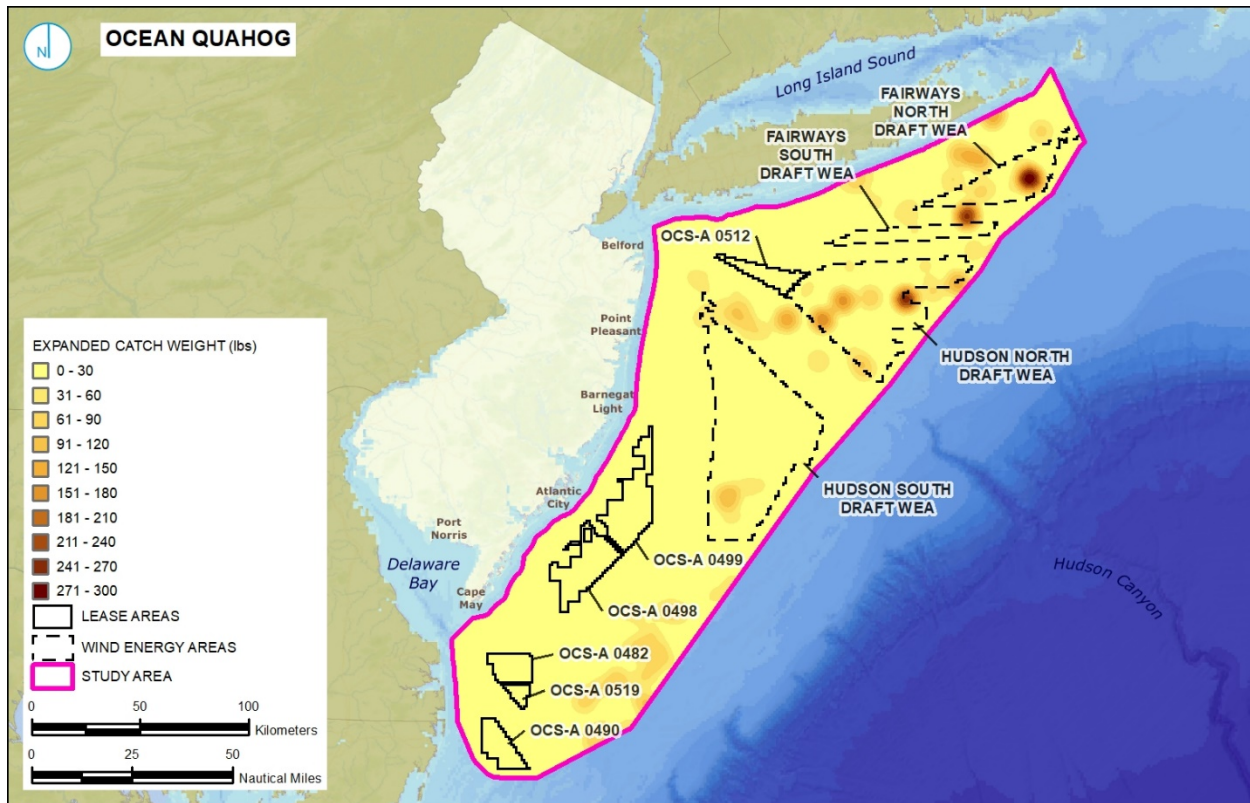 N
OCEAN QUAHOG
Long Island Sound
FAIRWAYS
NORTH
DRAFT WEA
FAIRWAYS
SOUTH
DRAFT WEA
OCS-A 0512
Belford
Point
Pleasant
HUDSON NORTH
DRAFT WEA
Barnegat
Light
HUDSON SOUTH
DRAFT WEA
Atlantic
City
Port
Norris
Delaware
Bay
Cape
May
OCS-A 0499
OCS-A 0498
Hudson Canyon
OCS-A 0482
OCS-A 0519
OCS-A 0490
EXPANDED CATCH WEIGHT (lbs)
0 - 30
31 - 60
61 - 90
91 - 120
121 - 150
151 - 180
181 - 210
211 - 240
241 - 270
271 - 300
LEASE AREAS
WIND ENERGY AREAS
STUDY AREA
0 50 100
Kilometers
0 25 50
Nautical Miles